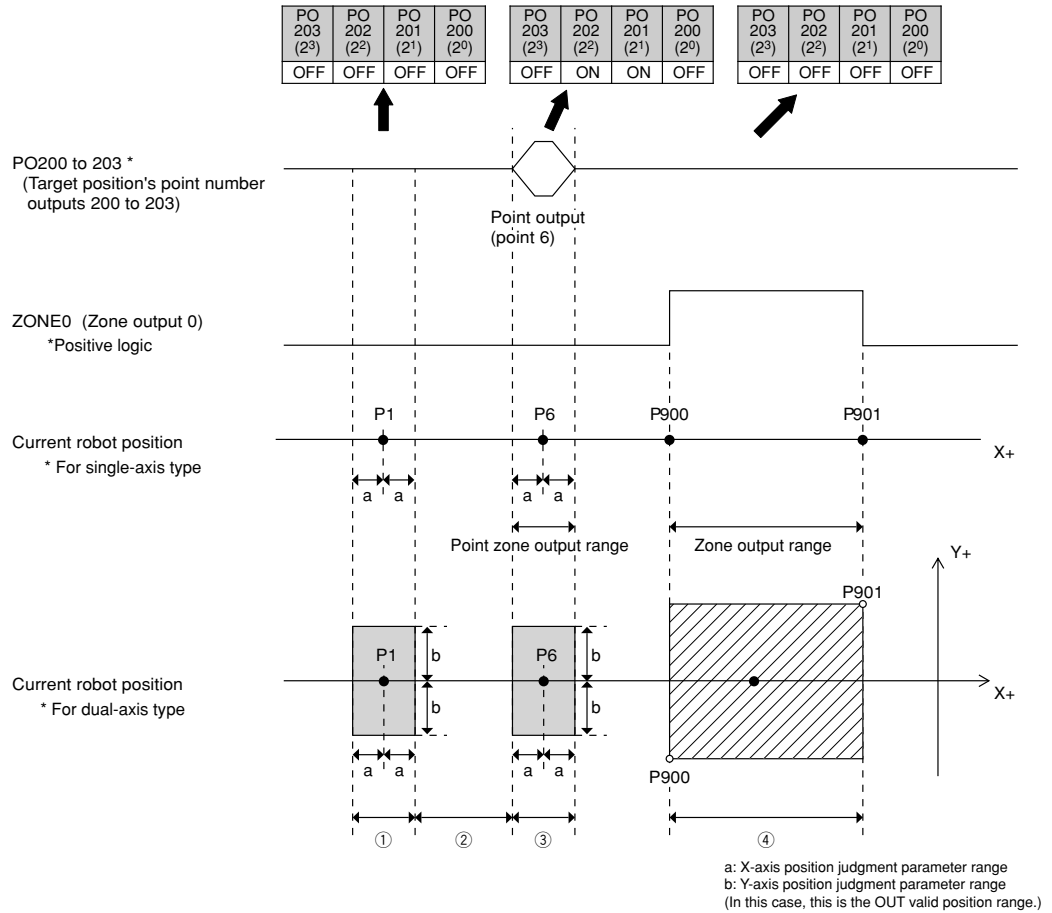 PO 203 (2³) PO 202 (2²) PO 201 (2¹) PO 200 (2⁰)
OFF OFF OFF OFF
PO 203 (2³) PO 202 (2²) PO 201 (2¹) PO 200 (2⁰)
OFF ON ON OFF
PO 203 (2³) PO 202 (2²) PO 201 (2¹) PO 200 (2⁰)
OFF OFF OFF OFF
PO200 to 203 *
(Target position's point number
outputs 200 to 203)
Point output
(point 6)
ZONE0 (Zone output 0)
*Positive logic
P1 P6 P900 P901
Current robot position
* For single-axis type
X+
a a a a
Point zone output range Zone output range
Y+
P901
P1 b P6 b
Current robot position
* For dual-axis type
X+
b b
P900
a a a a
① ② ③ ④
a: X-axis position judgment parameter range
b: Y-axis position judgment parameter range
(In this case, this is the OUT valid position range.)